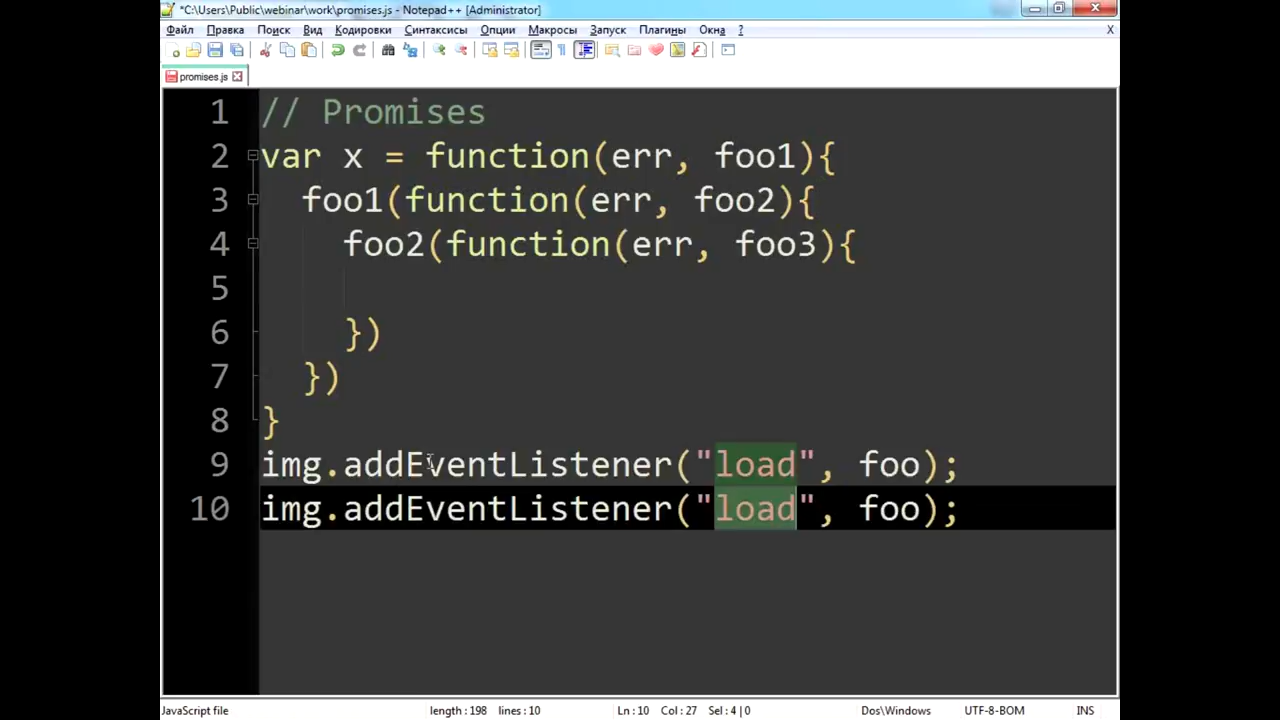 *C:\Users\Public\webinar\work\promises.js - Notepad++ [Administrator]
Файл Правка Поиск Вид Кодировки Синтаксисы Опции Макросы Запуск Плагины Окна ? X
promises.js
1 // Promises
2 var x = function(err, foo1){
3 foo1(function(err, foo2){
4 foo2(function(err, foo3){
5
6 })
7 })
8 }
9 img.addEventListener("load", foo);
10 img.addEventListener("load", foo);
JavaScript file length : 198 lines : 10 Ln : 10 Col : 27 Sel : 4 | 0 Dos\Windows UTF-8-BOM INS